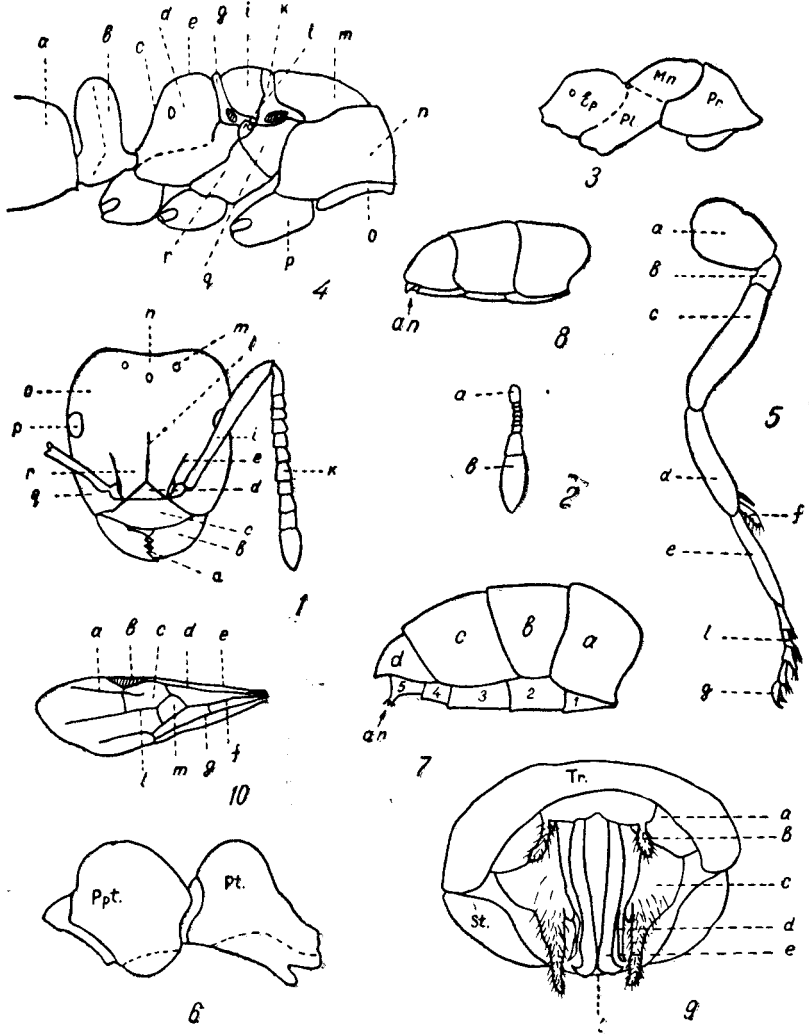 a b c d e g i k l m
n
o
r q p
4
Ep Mn Pr.
Pl
3
an
8
a
b
c
d
f
e
l
g
5
n m l
o
p
i
r e k
q d
c
b
a
1
a
b
2
a b c d e
l m g f
10
d c b a
5 4 3 2 1
an
7
Ppt. pt.
6
Tr.
a
b
c
St. d
e
9